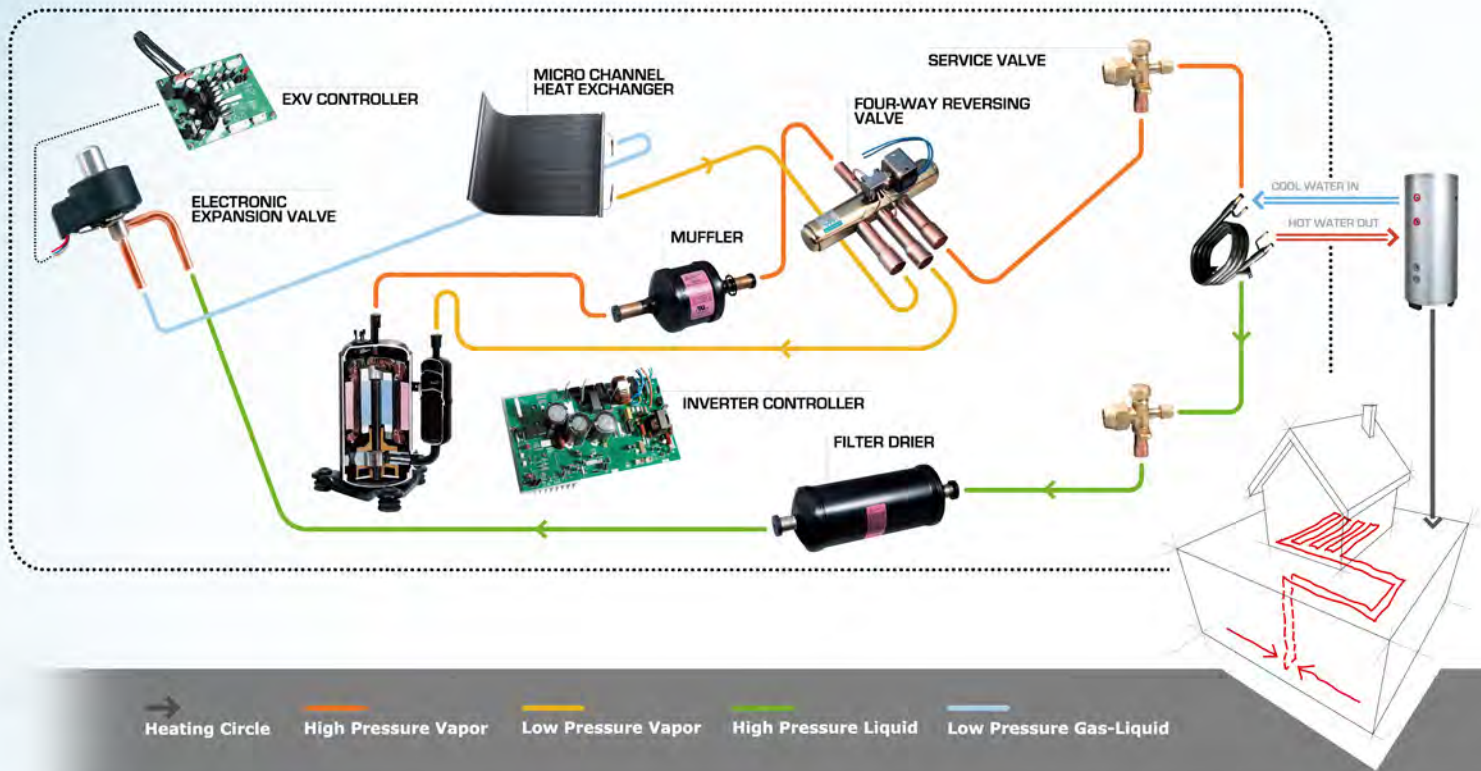 SERVICE VALVE
MICRO CHANNEL
HEAT EXCHANGER
EXV CONTROLLER
FOUR-WAY REVERSING
VALVE
COOL WATER IN
ELECTRONIC
EXPANSION VALVE
HOT WATER OUT
MUFFLER
INVERTER CONTROLLER
FILTER DRIER
Heating Circle
High Pressure Vapor
Low Pressure Vapor
High Pressure Liquid
Low Pressure Gas-Liquid